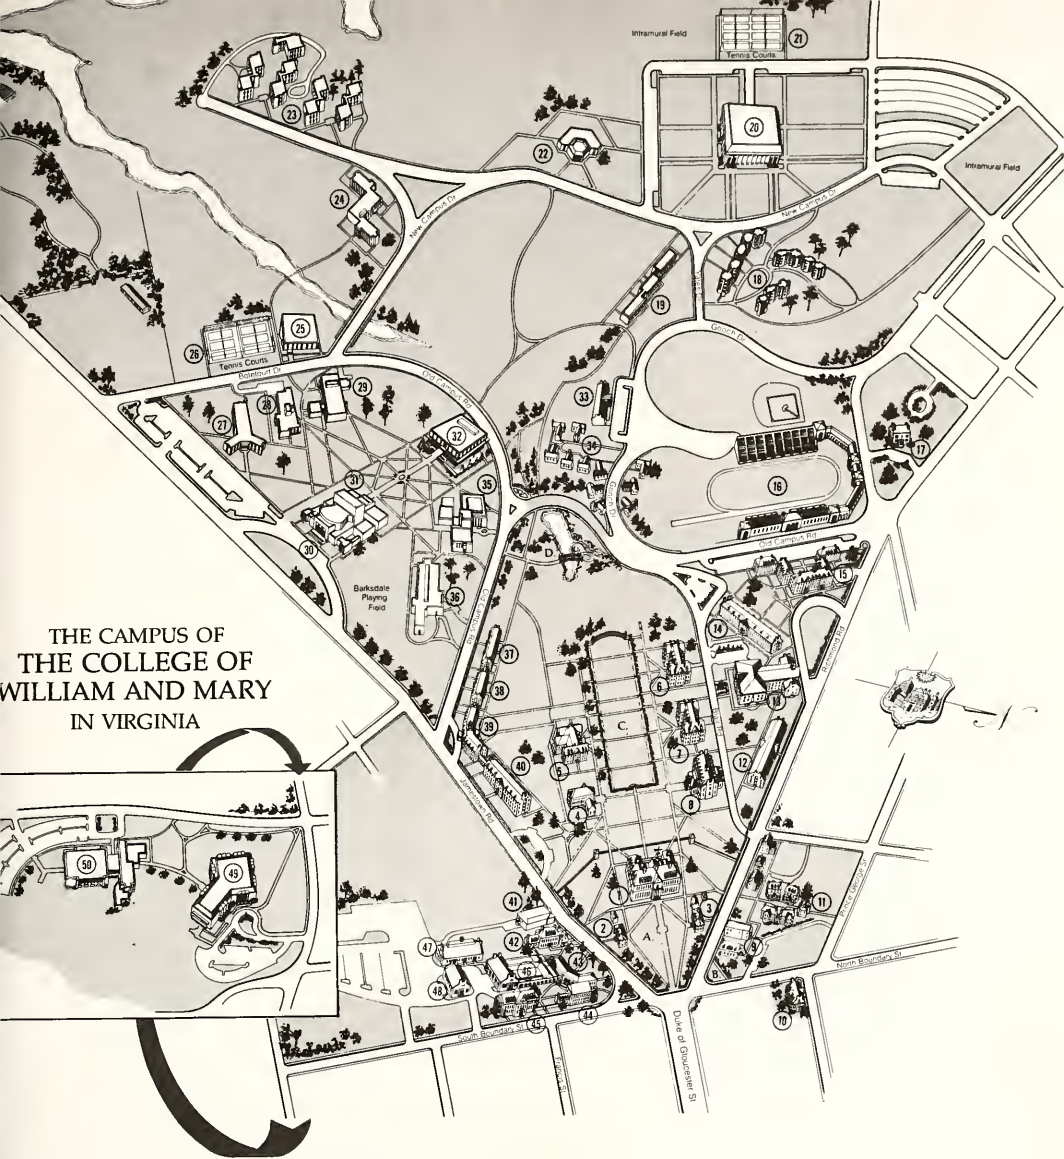 Intramural Field
21
Tennis Courts
20
23
22
Intramural Field
24
New Campus Dr
New Campus Dr
18
19
Gooch Dr
25
26
Tennis Courts
Botetourt Dr
Old Campus Rd
29
28
27
33
32
34
17
31
35
16
Gooch Dr
30
D.
Old Campus Rd
15
Barksdale
Playing
Field
36
Old Campus Rd
14
Richmond Rd
THE CAMPUS OF
THE COLLEGE OF
WILLIAM AND MARY
IN VIRGINIA
37
6
38
13
39
C.
7
5
12
40
8
4
Jamestown Rd
50
49
1
11
Prince George St
41
3
2
A.
42
47
9
43
46
B
North Boundary St
48
44
10
45
South Boundary St
Duke of Gloucester St